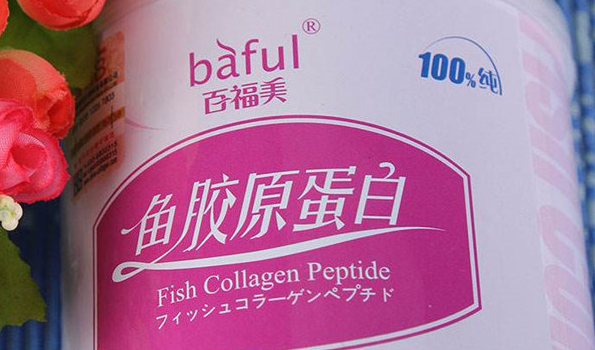 bȧful®
百福美
100%纯
鱼胶原蛋白
Fish Collagen Peptide
フィッシュコラーゲンペプチド